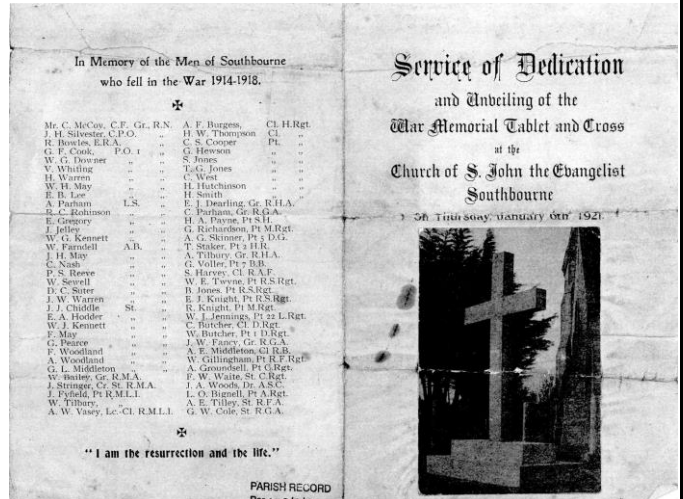 In Memory of the Men of Southbourne
who fell in the War 1914-1918.
Mr. C. McCoy, C.F. Gr., R.N.
J. H. Silvester, C.P.O. "
R. Bowles, E.R.A. "
G. F. Cook, P.O. 1 "
W. G. Downer " "
V. Whiting " "
H. Warren " "
W. H. May " "
E. B. Lee " "
A. Parham L.S. "
R. C. Robinson " "
E. Gregory " "
J. Jelley " "
W. G. Kennett " "
W. Farndell A.B. "
J. H. May " "
C. Nash " "
P. S. Reeve " "
W. Sewell " "
D. C. Suter " "
J. W. Warren " "
J. J. Chiddle St. "
E. A. Hodder " "
W. J. Kennett " "
F. May " "
G. Pearce " "
F. Woodland " "
A. Woodland " "
G. L. Middleton " "
W. Bailey, Gr. R.M.A.
J. Stringer, Cr. St. R.M.A.
J. Fyfield, Pt R.M.L.I.
W. Tilbury, "
A. W. Vasey, Lc.-Cl. R.M.L.I.
A. F. Burgess, Cl. H.Rgt.
H. W. Thompson Cl. "
C. S. Cooper Pt. "
G. Hewson " "
S. Jones " "
T. G. Jones " "
C. West " "
H. Hutchinson " "
H. Smith " "
E. J. Dearling, Gr. R.H.A.
C. Parham, Gr. R.G.A.
H. A. Payne, Pt S.H.
G. Richardson, Pt M.Rgt.
A. G. Skinner, Pt 5 D.G.
T. Staker, Pt 2 H.R.
A. Tilbury, Gr. R.H.A.
G. Voller, Pt 7 B.B.
S. Harvey, Cl. R.A.F.
W. E. Twyne, Pt R.S.Rgt.
B. Jones, Pt R.S.Rgt.
E. J. Knight, Pt R.S.Rgt.
R. Knight, Pt M.Rgt.
W. J. Jennings, Pt 22 L.Rgt.
C. Butcher, Cl. D.Rgt.
W. Butcher, Pt 1 D.Rgt.
J. W. Fancy, Gr. R.G.A.
A. E. Middleton, Cl R.B.
W. Gillingham, Pt R.F.Rgt.
A. Groundsell, Pt G.Rgt.
F. W. Waite, St. C.Rgt.
J. A. Woods, Dr. A.S.C.
L. O. Bignell, Pt A.Rgt.
A. E. Tilley, St. R.F.A.
G. W. Cole, St. R.G.A.
" I am the resurrection and the life."
PARISH RECORD
Service of Dedication
and Unveiling of the
War Memorial Tablet and Cross
at the
Church of S. John the Evangelist
Southbourne
On Thursday, January 6th 1921.